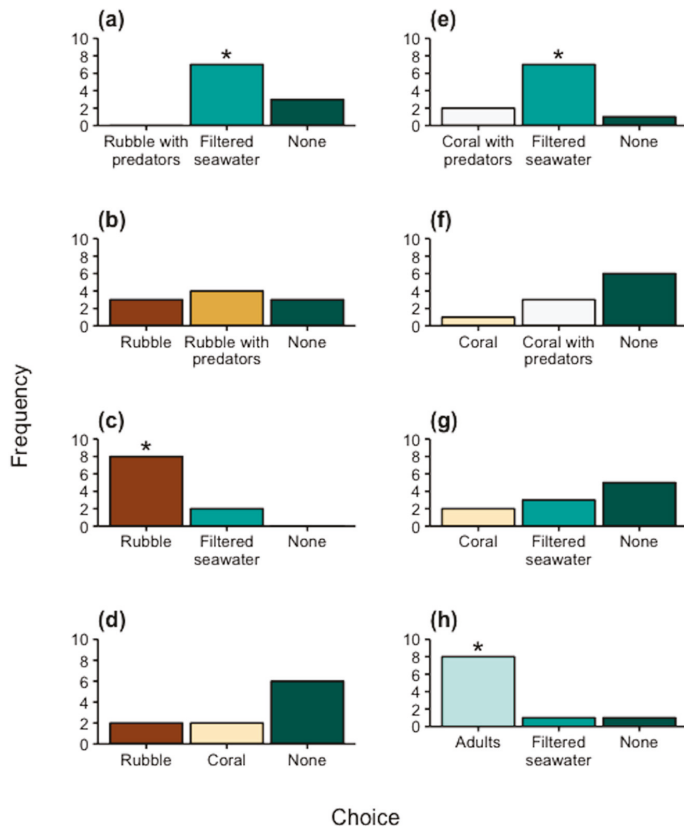 (a)
*
10
8
6
4
2
0
Rubble with predators
Filtered seawater
None
(e)
*
10
8
6
4
2
0
Coral with predators
Filtered seawater
None
(b)
10
8
6
4
2
0
Rubble
Rubble with predators
None
(f)
10
8
6
4
2
0
Coral
Coral with predators
None
Frequency
(c)
*
10
8
6
4
2
0
Rubble
Filtered seawater
None
(g)
10
8
6
4
2
0
Coral
Filtered seawater
None
(d)
10
8
6
4
2
0
Rubble
Coral
None
(h)
*
10
8
6
4
2
0
Adults
Filtered seawater
None
Choice